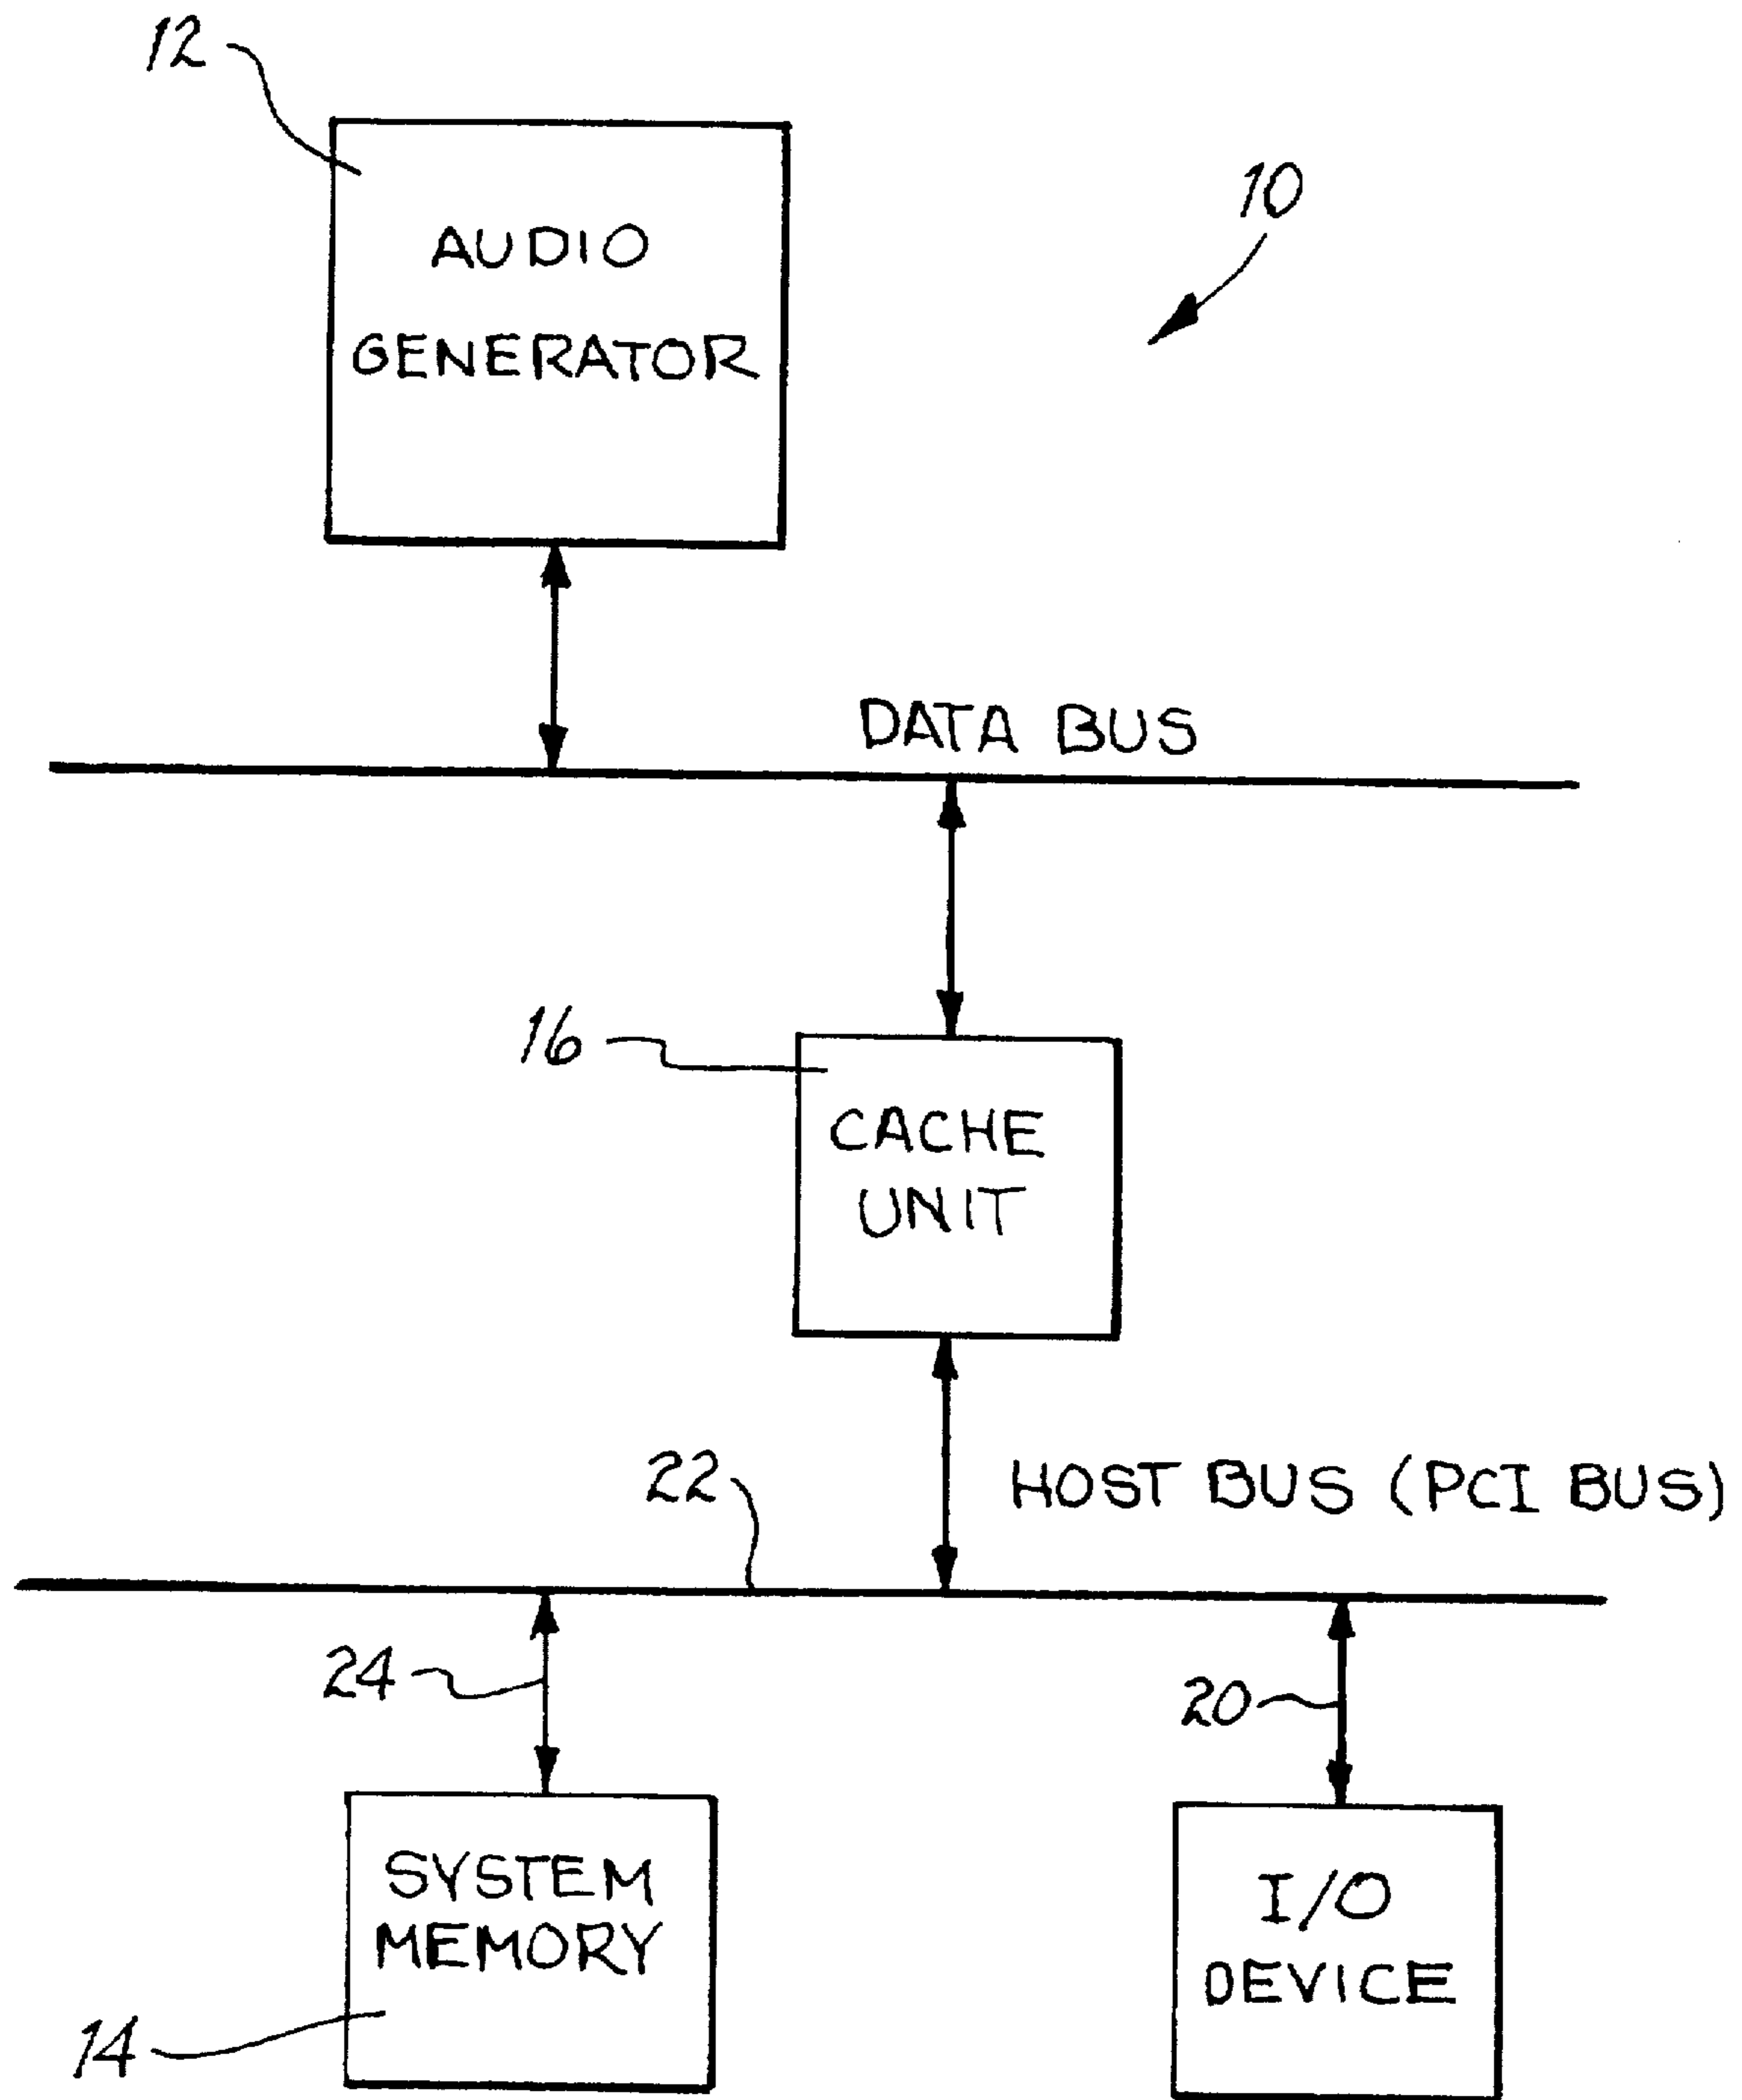 12
10
AUDIO
GENERATOR
DATA BUS
16
CACHE
UNIT
22
HOST BUS (PCI BUS)
24
20
SYSTEM
MEMORY
14
I/O
DEVICE